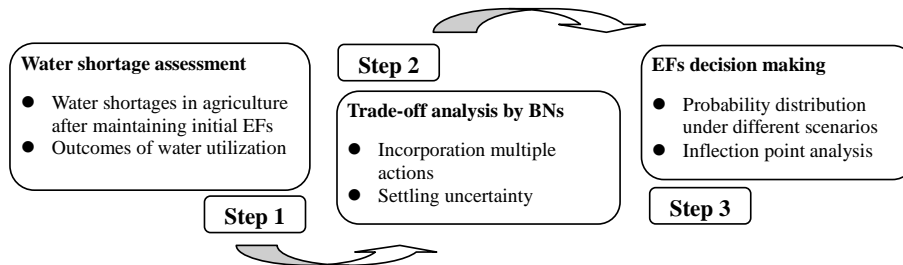 Water shortage assessment
● Water shortages in agriculture
after maintaining initial EFs
● Outcomes of water utilization
Step 1
Step 2
Trade-off analysis by BNs
● Incorporation multiple
actions
● Settling uncertainty
EFs decision making
● Probability distribution
under different scenarios
● Inflection point analysis
Step 3